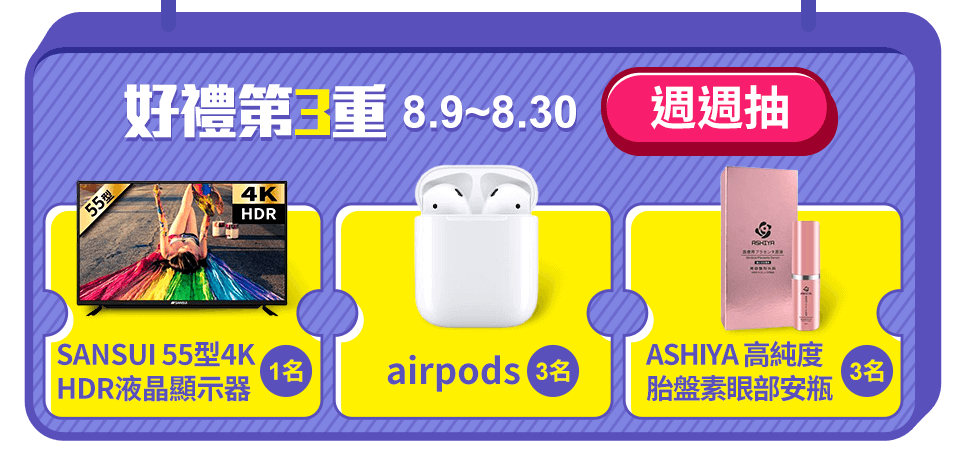 好禮第3重 8.9~8.30 週週抽
55型
4K
HDR
SANSUI
SANSUI 55型4K
HDR液晶顯示器 1名
airpods 3名
ASHIYA
ASHIYA 高純度
胎盤素眼部安瓶 3名